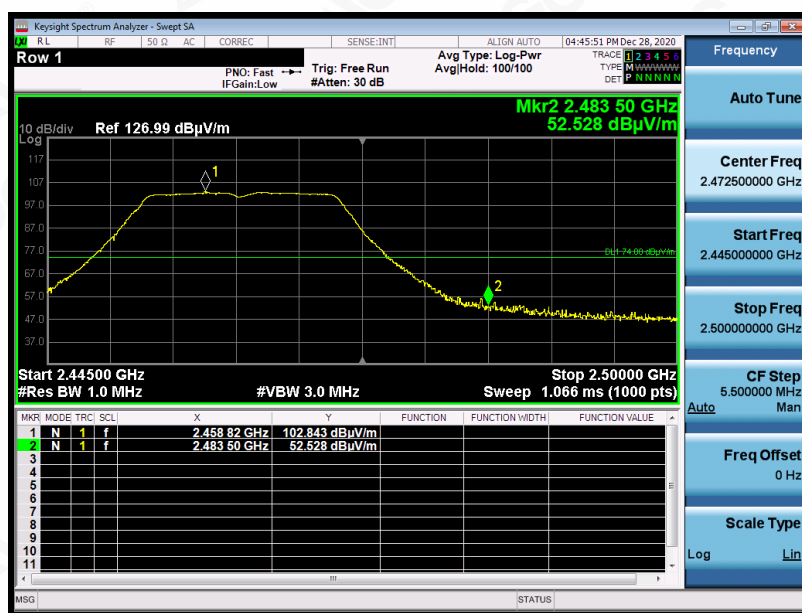 Keysight Spectrum Analyzer - Swept SA
LXI RL RF 50 Ω AC CORREC SENSE:INT ALIGN AUTO 04:45:51 PM Dec 28, 2020
Row 1
PNO: Fast
IFGain:Low
Trig: Free Run
#Atten: 30 dB
Avg Type: Log-Pwr
Avg|Hold: 100/100
TRACE 1 2 3 4 5 6
TYPE M W W W W W
DET P N N N N N
Mkr2 2.483 50 GHz
52.528 dBµV/m
10 dB/div Ref 126.99 dBµV/m
Log
117
107
97.0
87.0
77.0
67.0
57.0
47.0
37.0
1
2
DL1 74.00 dBµV/m
Start 2.44500 GHz Stop 2.50000 GHz
#Res BW 1.0 MHz #VBW 3.0 MHz Sweep 1.066 ms (1000 pts)
MKR MODE TRC SCL X Y FUNCTION FUNCTION WIDTH FUNCTION VALUE
1 N 1 f 2.458 82 GHz 102.843 dBµV/m
2 N 1 f 2.483 50 GHz 52.528 dBµV/m
3
4
5
6
7
8
9
10
11
MSG STATUS
Frequency
Auto Tune
Center Freq
2.472500000 GHz
Start Freq
2.445000000 GHz
Stop Freq
2.500000000 GHz
CF Step
5.500000 MHz
Auto Man
Freq Offset
0 Hz
Scale Type
Log Lin